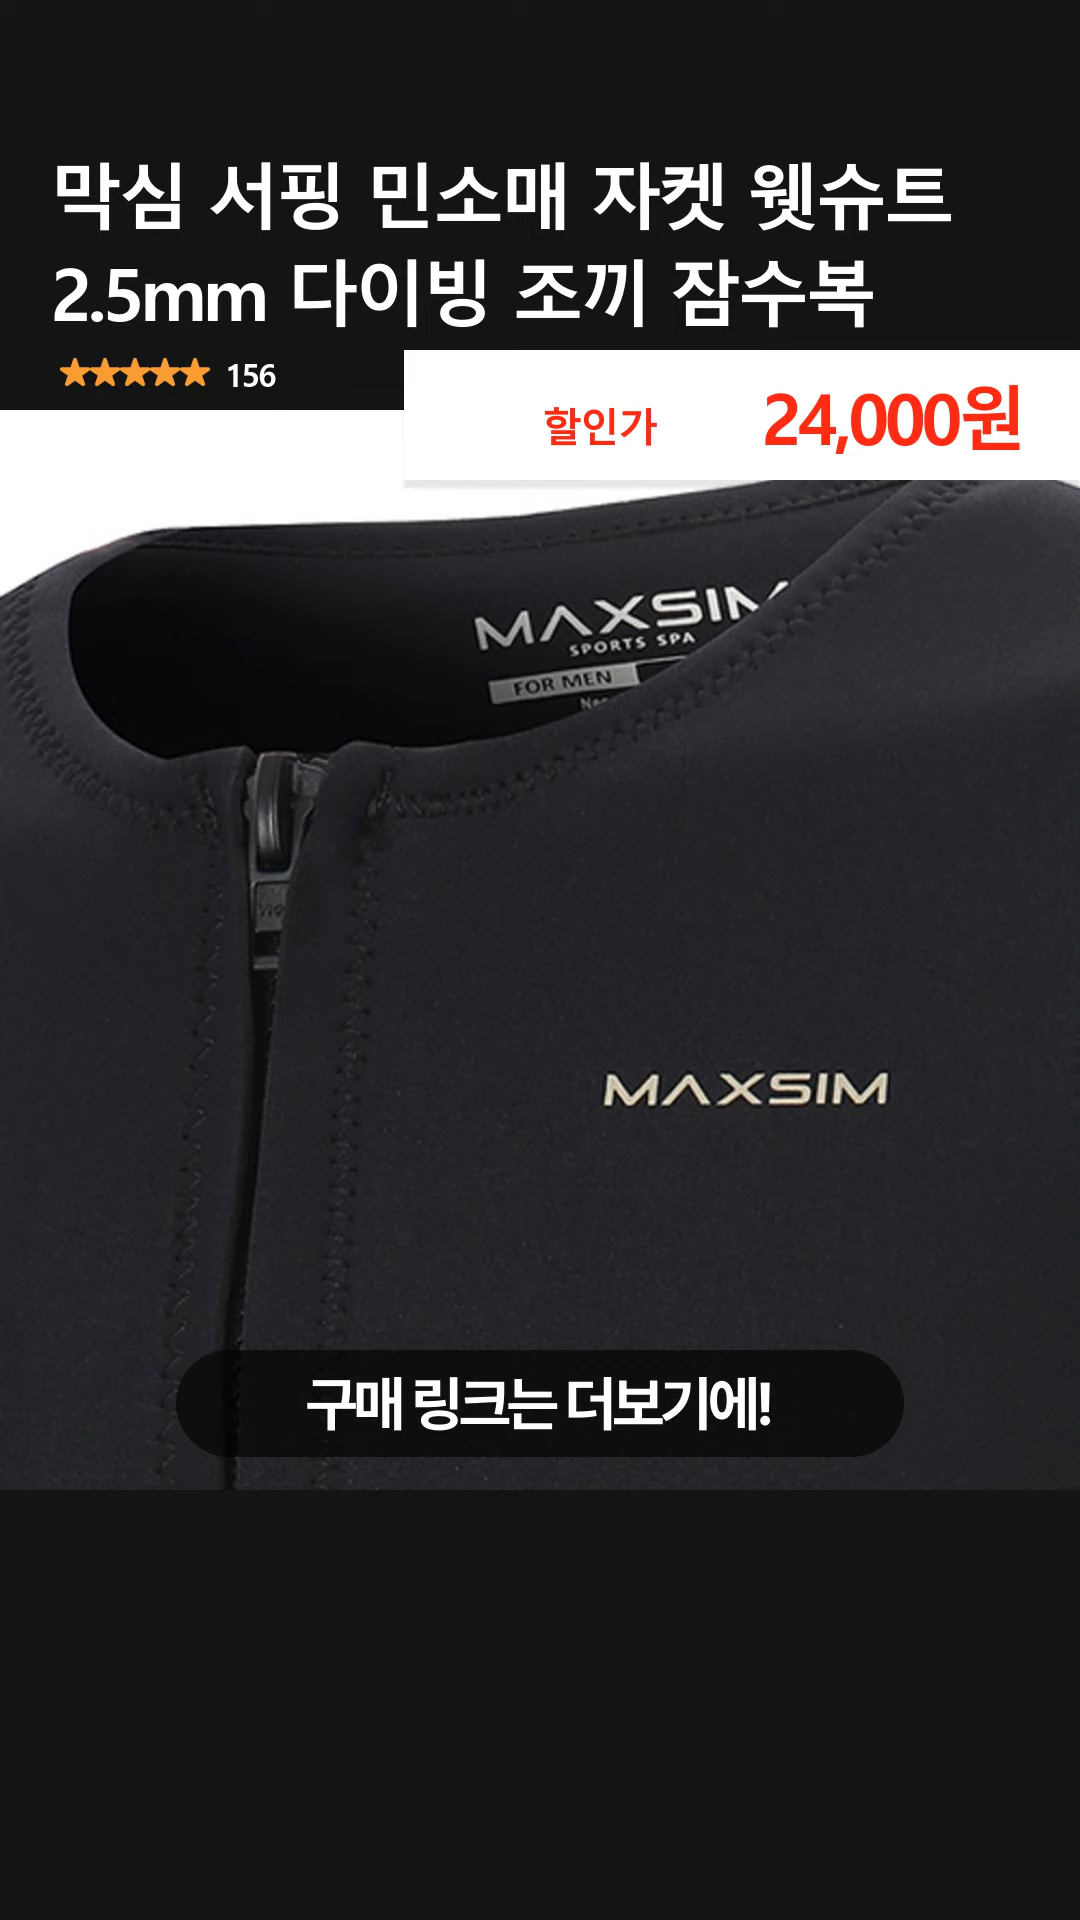 막심 서핑 민소매 자켓 웻슈트
2.5mm 다이빙 조끼 잠수복
156
할인가 24,000원
MAXSIM
SPORTS SPA
FOR MEN
MAXSIM
구매 링크는 더보기에!